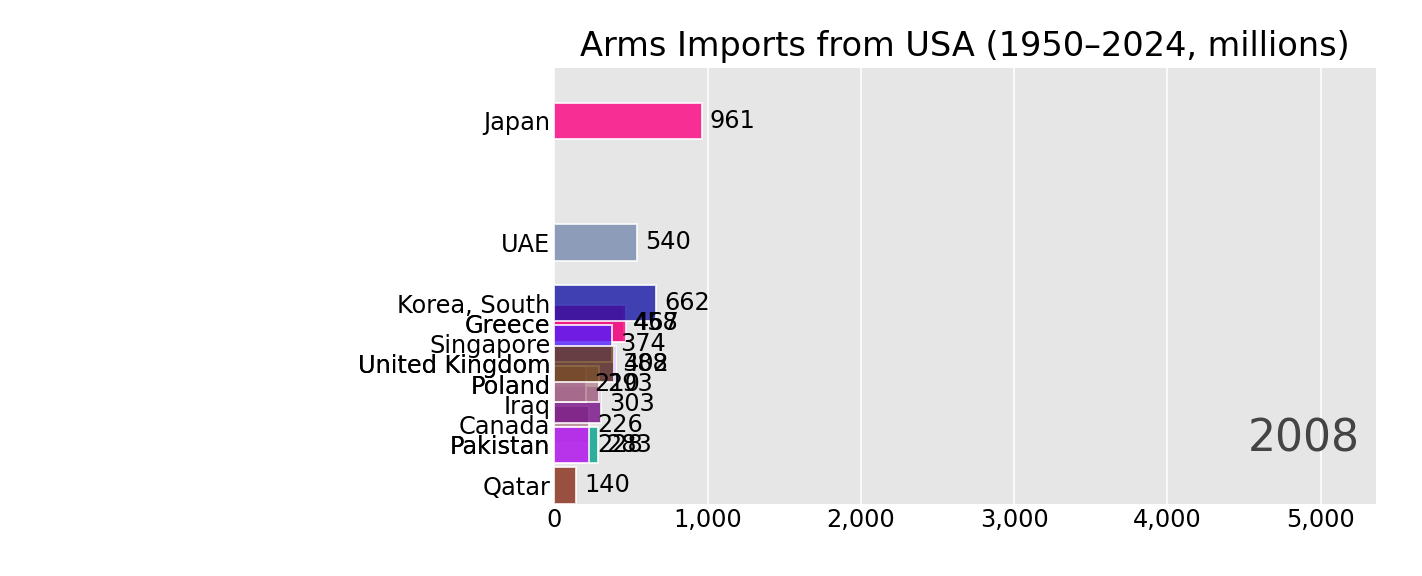 Arms Imports from USA (1950–2024, millions)
Japan 961
UAE 540
Korea, South 662
Greece
Singapore 374
United Kingdom
Poland
Iraq 303
Canada 226
Pakistan
Qatar 140
2008
0 1,000 2,000 3,000 4,000 5,000